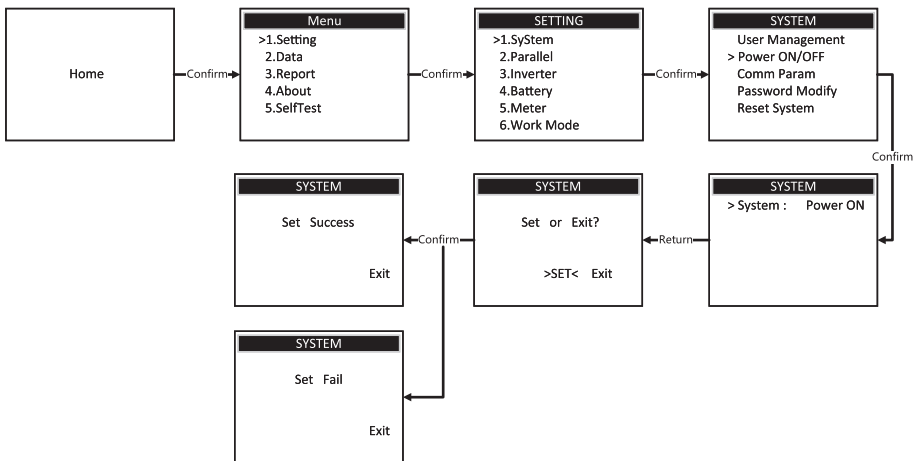 Home
Confirm
Menu
>1.Setting
2.Data
3.Report
4.About
5.SelfTest
Confirm
SETTING
>1.SyStem
2.Parallel
3.Inverter
4.Battery
5.Meter
6.Work Mode
Confirm
SYSTEM
User Management
> Power ON/OFF
Comm Param
Password Modify
Reset System
Confirm
SYSTEM
> System : Power ON
Return
SYSTEM
Set or Exit?
>SET< Exit
Confirm
SYSTEM
Set Success
Exit
SYSTEM
Set Fail
Exit